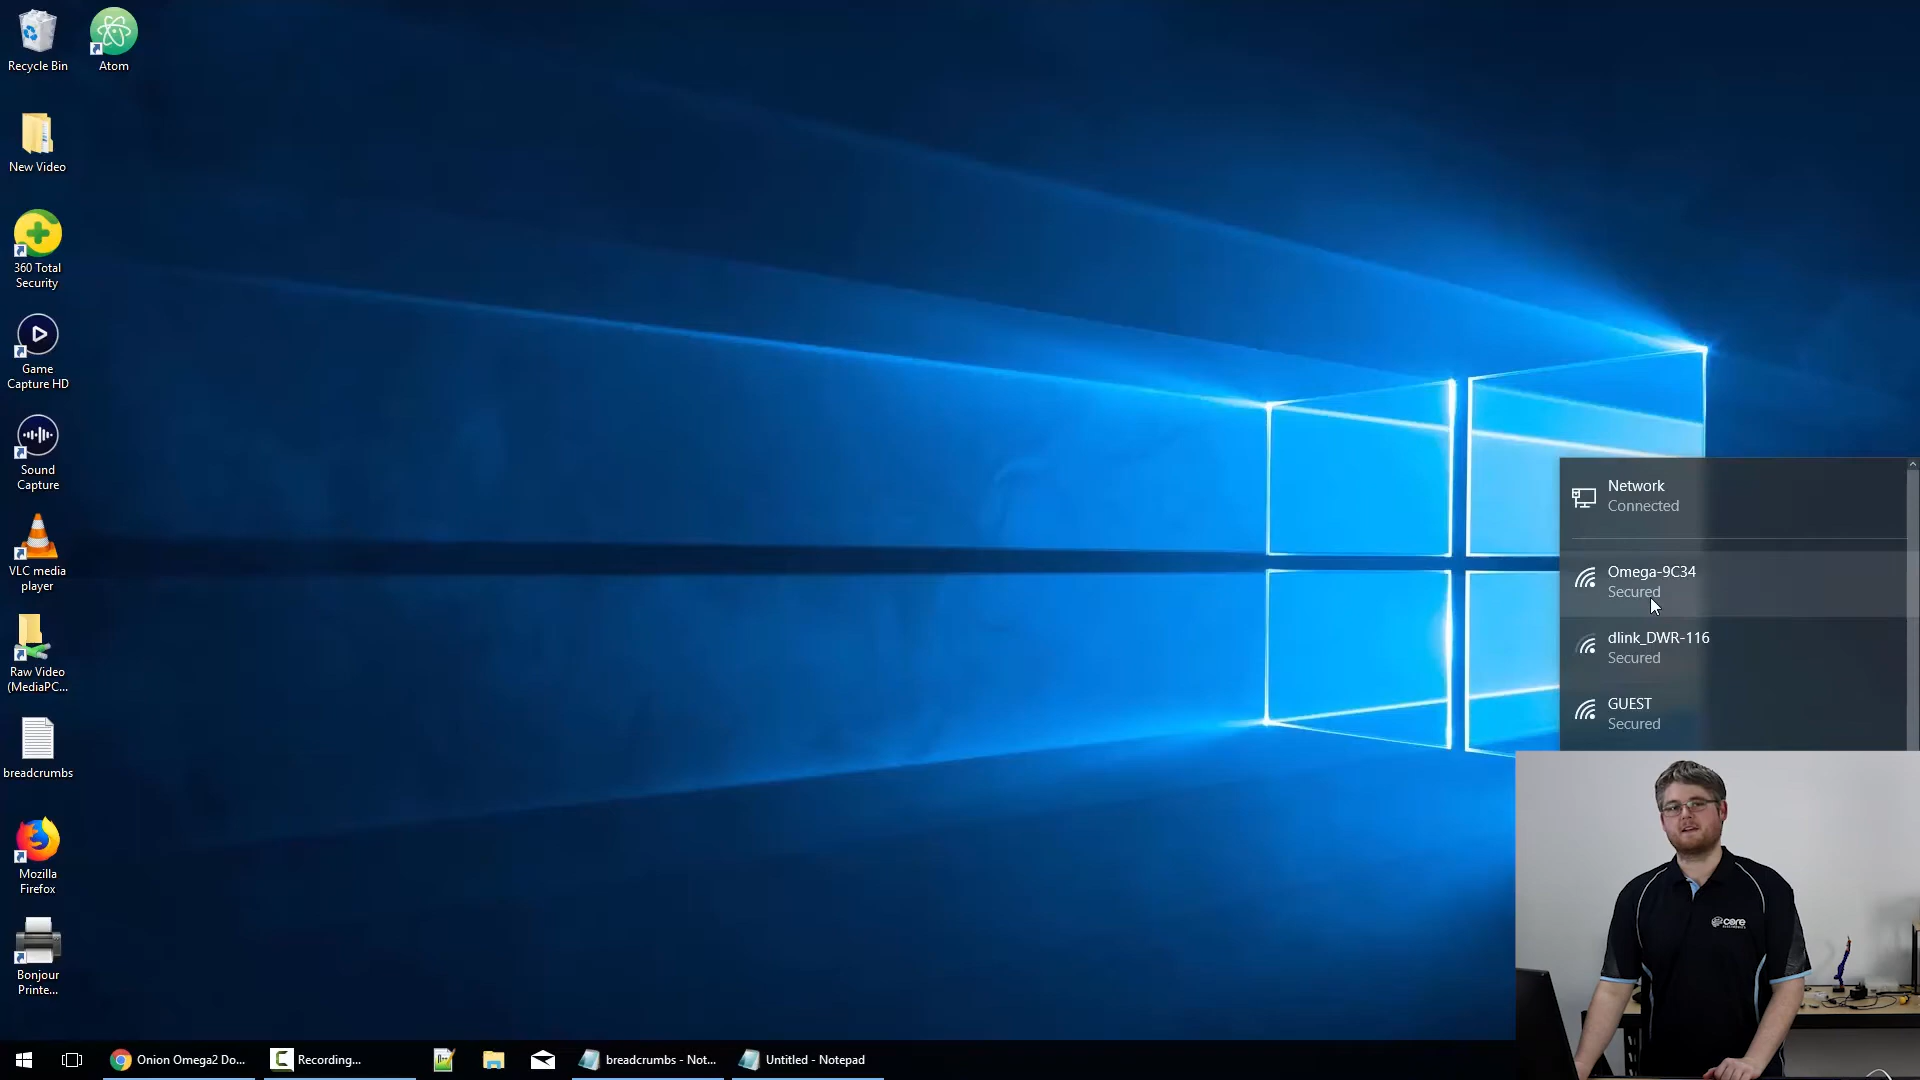 Recycle Bin
Atom
New Video
360 Total
Security
Game
Capture HD
Sound
Capture
VLC media
player
Raw Video
(MediaPC...
breadcrumbs
Mozilla
Firefox
Bonjour
Printe...
Network
Connected
Omega-9C34
Secured
dlink_DWR-116
Secured
GUEST
Secured
core
ELECTRONICS
Onion Omega2 Do...
Recording...
breadcrumbs - Not...
Untitled - Notepad